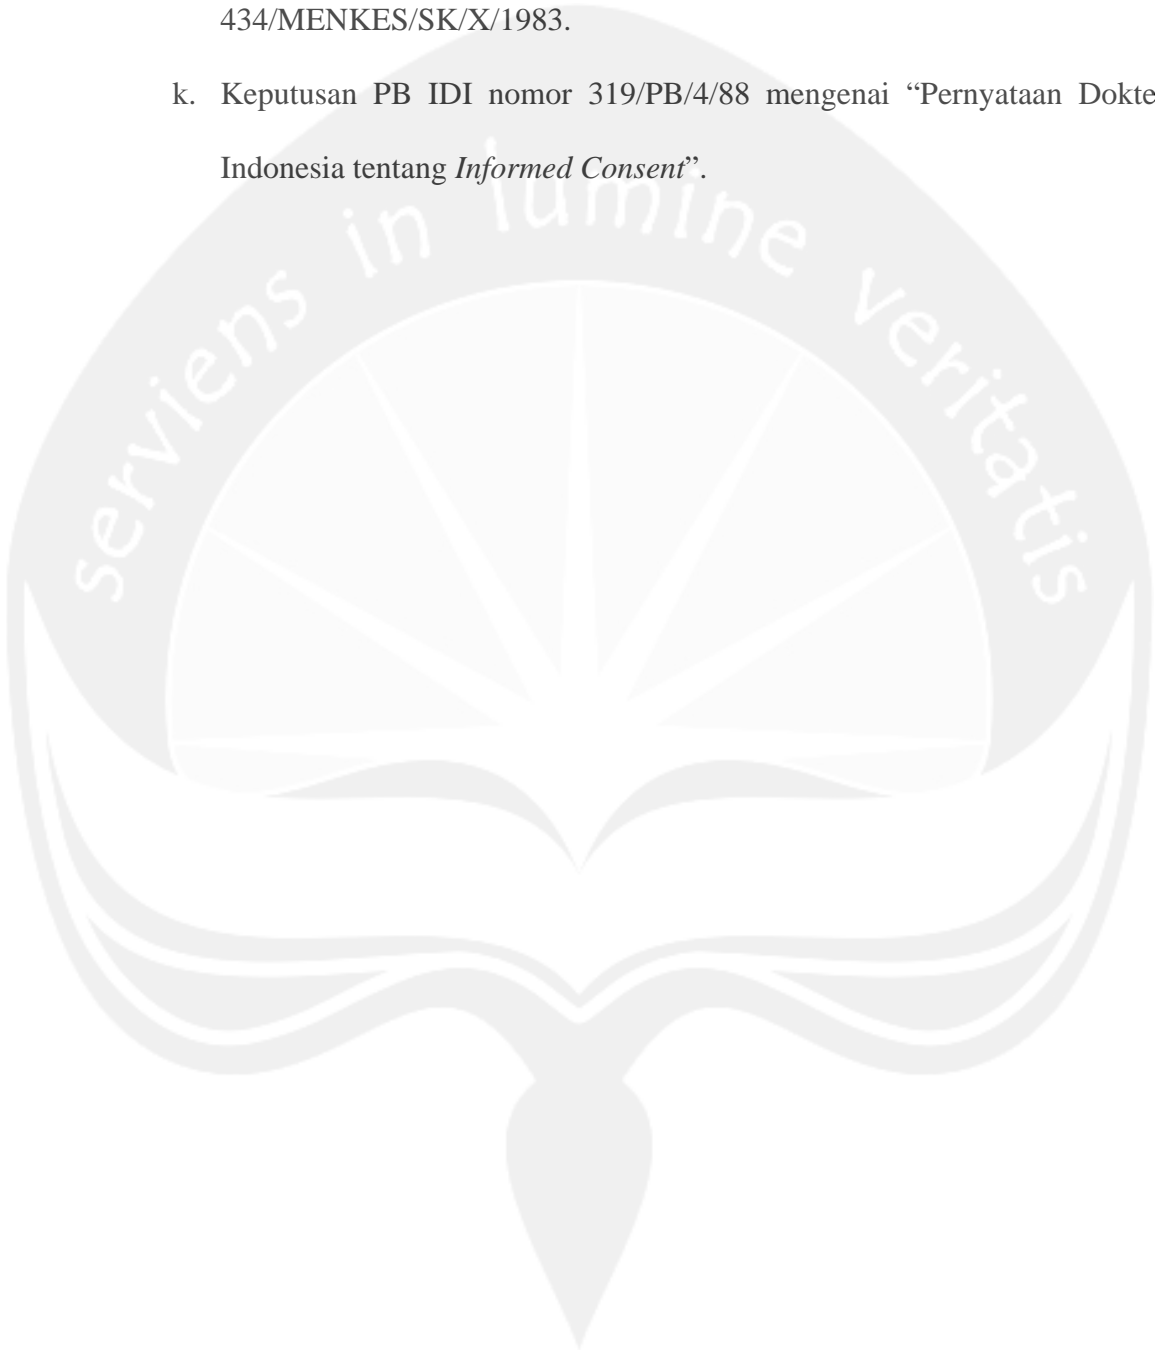 434/MENKES/SK/X/1983.
k. Keputusan PB IDI nomor 319/PB/4/88 mengenai “Pernyataan Dokte
Indonesia tentang Informed Consent”.
serviens in lumine veritatis